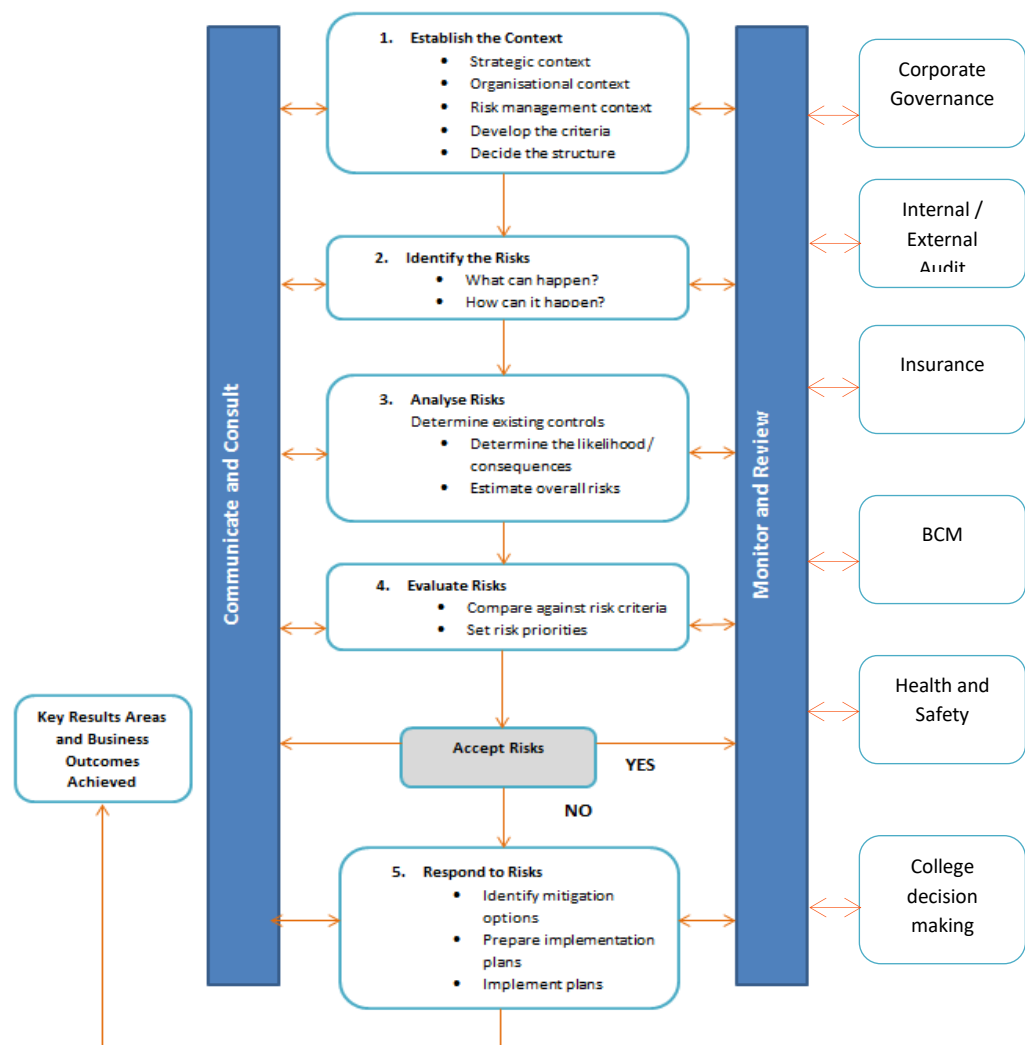 1. Establish the Context
• Strategic context
• Organisational context
• Risk management context
• Develop the criteria
• Decide the structure
2. Identify the Risks
• What can happen?
• How can it happen?
3. Analyse Risks
Determine existing controls
• Determine the likelihood/
consequences
• Estimate overall risks
4. Evaluate Risks
• Compare against risk criteria
• Set risk priorities
Accept Risks
YES
NO
5. Respond to Risks
• Identify mitigation
options
• Prepare implementation
plans
• Implement plans
Communicate and Consult
Monitor and Review
Key Results Areas
and Business
Outcomes
Achieved
Corporate
Governance
Internal /
External
Audit
Insurance
BCM
Health and
Safety
College
decision
making